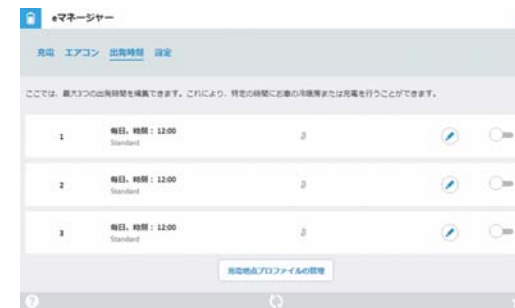 eマネージャー
充電 エアコン 出発時刻 設定
ここでは、最大3つの出発時間を編集できます。これにより、特定の時間にお車の冷暖房または充電を行うことができます。
1 毎日、時刻：12:00
Standard
2 毎日、時刻：12:00
Standard
3 毎日、時刻：12:00
Standard
充電地点プロファイルの管理